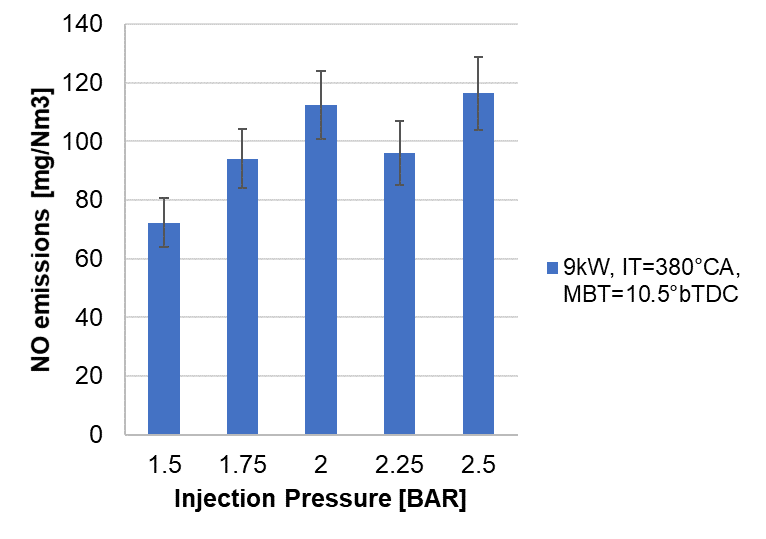 140
120
100
80
60
40
20
0
NO emissions [mg/Nm3]
1.5 1.75 2 2.25 2.5
Injection Pressure [BAR]
9kW, IT=380°CA,
MBT=10.5°bTDC